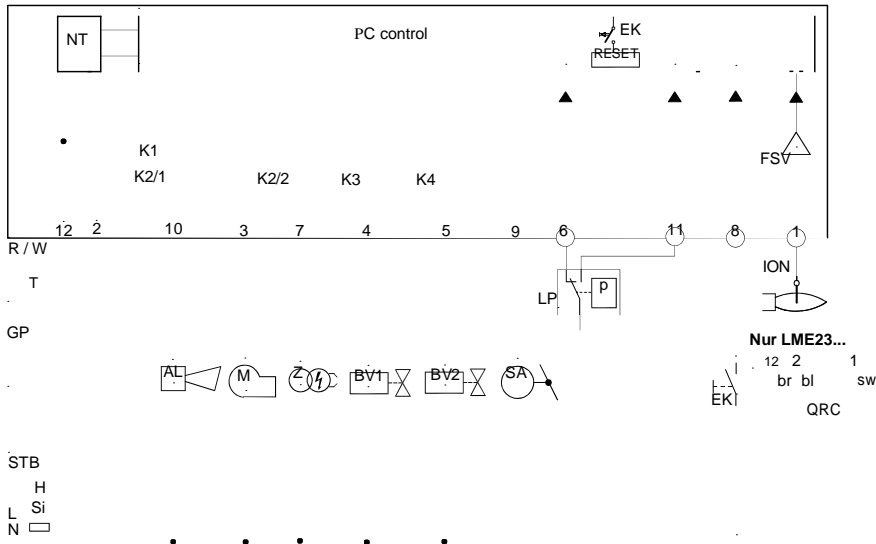 NT
PC control
EK
RESET
FSV
K1
K2/1
K2/2
K3
K4
12 2 10 3 7 4 5 9 6 11 8 1
R / W
T
ION
LP
p
GP
Nur LME23...
AL
M
Z
BV1
BV2
SA
12 2 1
br bl sw
EK
QRC
STB
H
Si
L
N